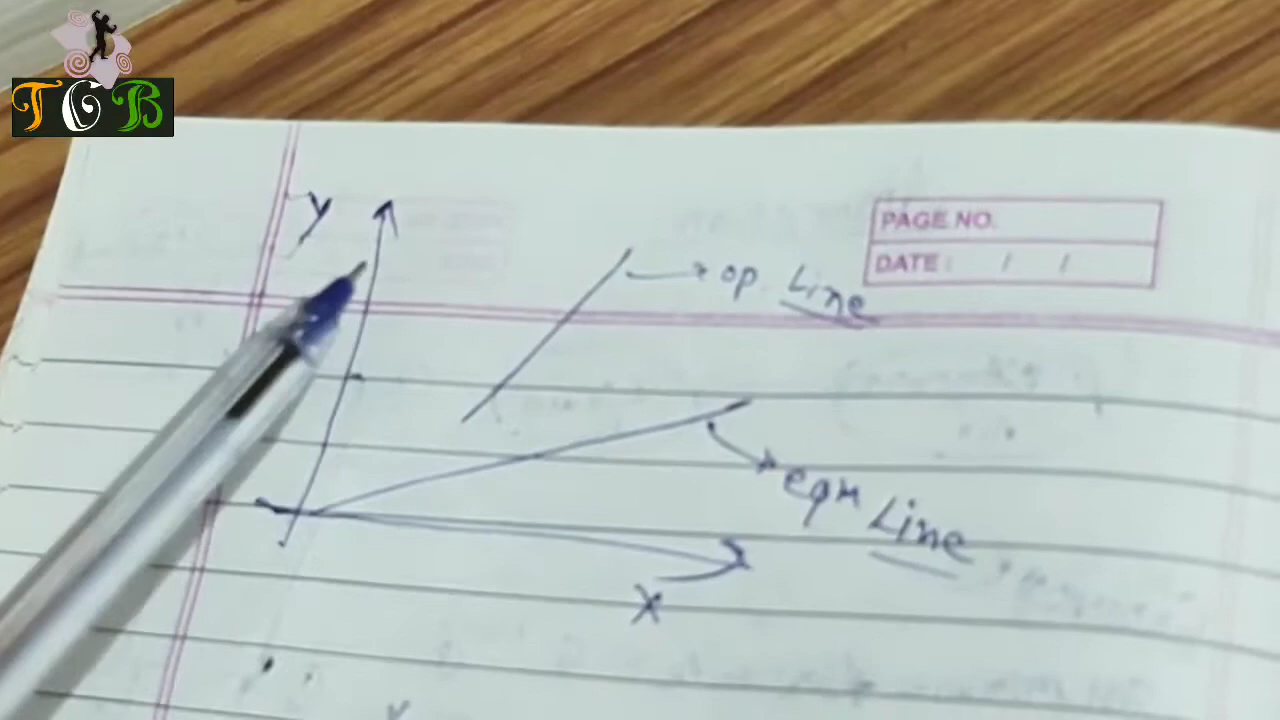 TGB
Y
PAGE NO.
DATE: / /
op. Line
eqm Line
X